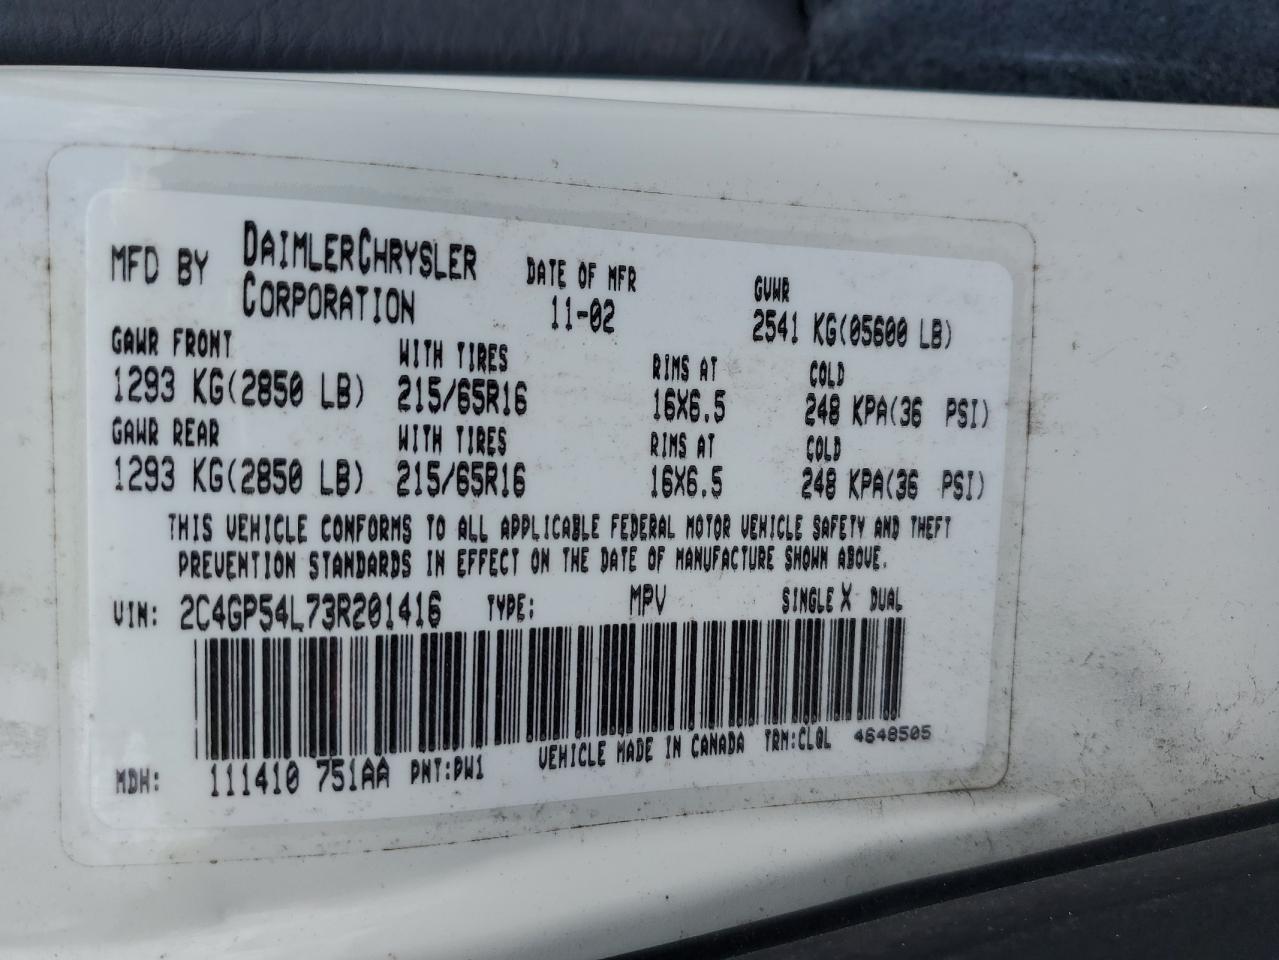 MFD BY DAIMLERCHRYSLER CORPORATION DATE OF MFR 11-02 GVWR 2541 KG(05600 LB)
GAWR FRONT WITH TIRES RIMS AT COLD
1293 KG(2850 LB) 215/65R16 16X6.5 248 KPA(36 PSI)
GAWR REAR WITH TIRES RIMS AT COLD
1293 KG(2850 LB) 215/65R16 16X6.5 248 KPA(36 PSI)
THIS VEHICLE CONFORMS TO ALL APPLICABLE FEDERAL MOTOR VEHICLE SAFETY AND THEFT
PREVENTION STANDARDS IN EFFECT ON THE DATE OF MANUFACTURE SHOWN ABOVE.
VIN: 2C4GP54L73R201416 TYPE: MPV SINGLE X DUAL
MDH: 111410 751AA PNT:PW1 VEHICLE MADE IN CANADA TRM:CLQL 4648505